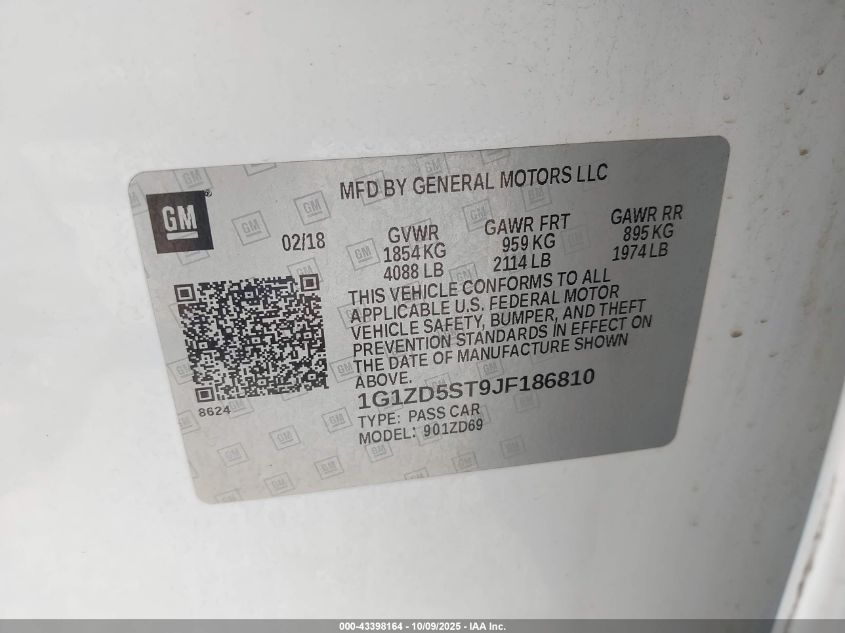 MFD BY GENERAL MOTORS LLC
GM®
02/18
GVWR
1854 KG
4088 LB
GAWR FRT
959 KG
2114 LB
GAWR RR
895 KG
1974 LB
THIS VEHICLE CONFORMS TO ALL
APPLICABLE U.S. FEDERAL MOTOR
VEHICLE SAFETY, BUMPER, AND THEFT
PREVENTION STANDARDS IN EFFECT ON
THE DATE OF MANUFACTURE SHOWN
ABOVE.
8624
1G1ZD5ST9JF186810
TYPE: PASS CAR
MODEL: 901ZD69
000-43398164 - 10/09/2025 - IAA Inc.